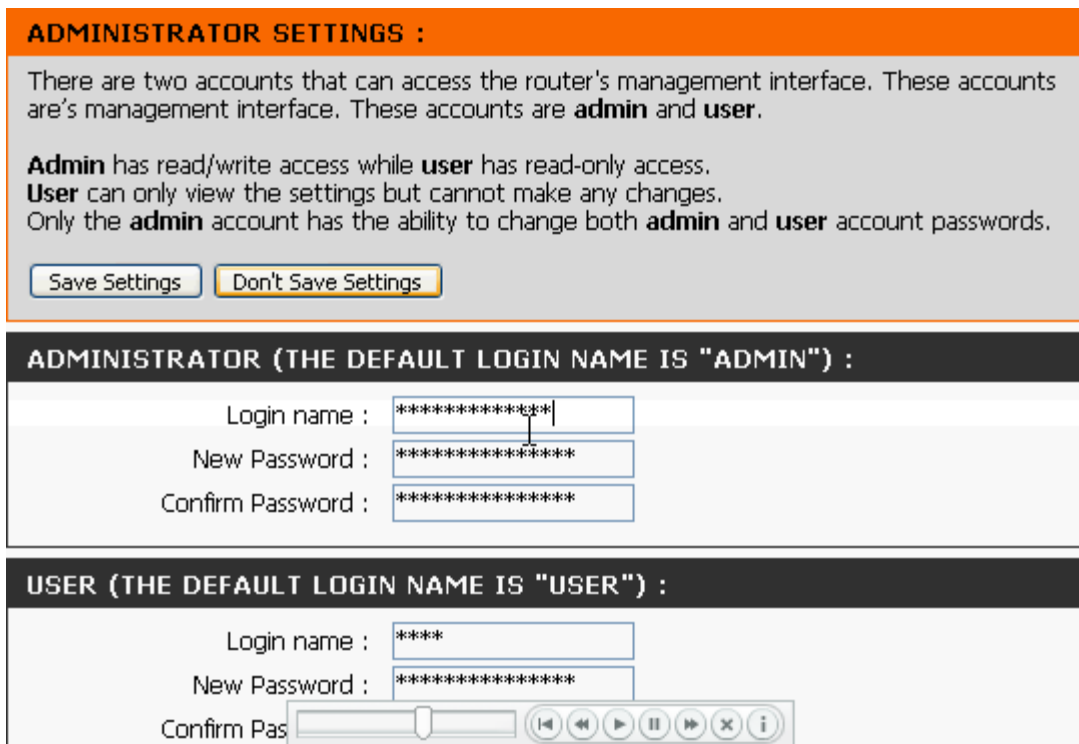 ADMINISTRATOR SETTINGS :
There are two accounts that can access the router's management interface. These accounts
are's management interface. These accounts are admin and user.
Admin has read/write access while user has read-only access.
User can only view the settings but cannot make any changes.
Only the admin account has the ability to change both admin and user account passwords.
Save Settings Don't Save Settings
ADMINISTRATOR (THE DEFAULT LOGIN NAME IS "ADMIN") :
Login name : *************
New Password : ***************
Confirm Password : ***************
USER (THE DEFAULT LOGIN NAME IS "USER") :
Login name : ****
New Password : ***************
Confirm Pas